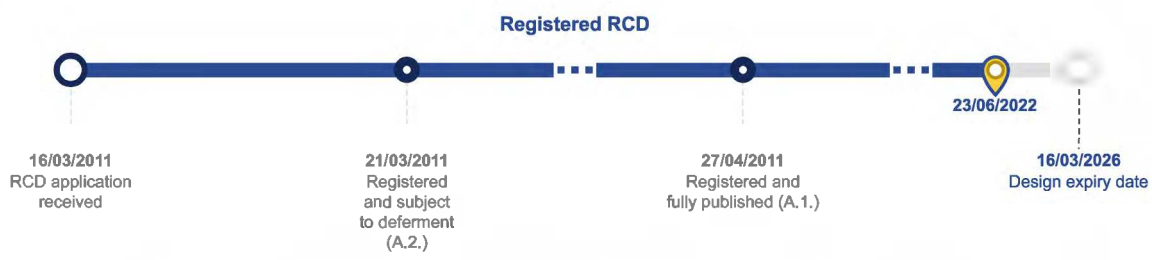 Registered RCD
23/06/2022
16/03/2011
RCD application
received
21/03/2011
Registered
and subject
to deferment
(A.2.)
27/04/2011
Registered and
fully published (A.1.)
16/03/2026
Design expiry date